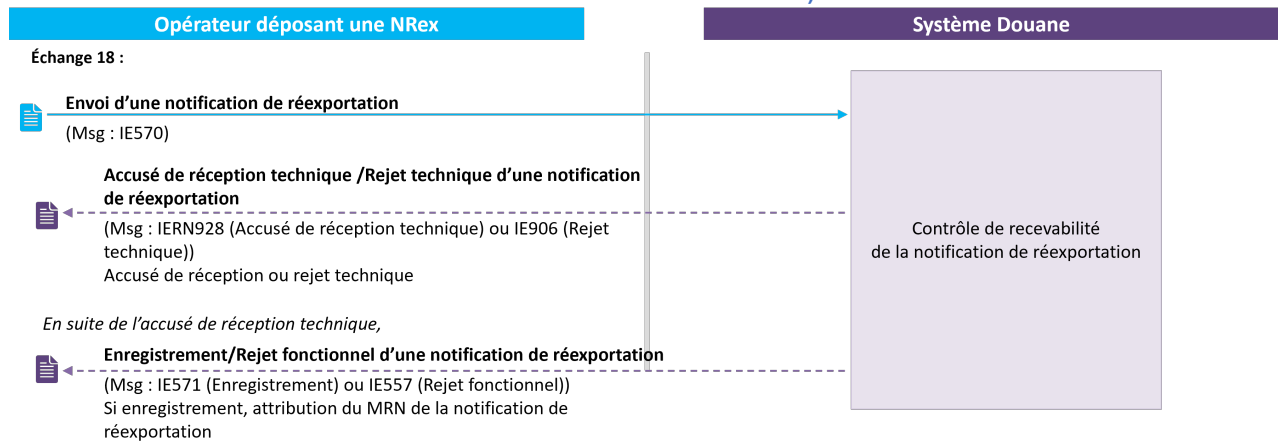 Opérateur déposant une NRex
Système Douane
Échange 18 :
Envoi d’une notification de réexportation
(Msg : IE570)
Accusé de réception technique /Rejet technique d’une notification
de réexportation
(Msg : IERN928 (Accusé de réception technique) ou IE906 (Rejet
technique))
Accusé de réception ou rejet technique
Contrôle de recevabilité
de la notification de réexportation
En suite de l’accusé de réception technique,
Enregistrement/Rejet fonctionnel d’une notification de réexportation
(Msg : IE571 (Enregistrement) ou IE557 (Rejet fonctionnel))
Si enregistrement, attribution du MRN de la notification de
réexportation